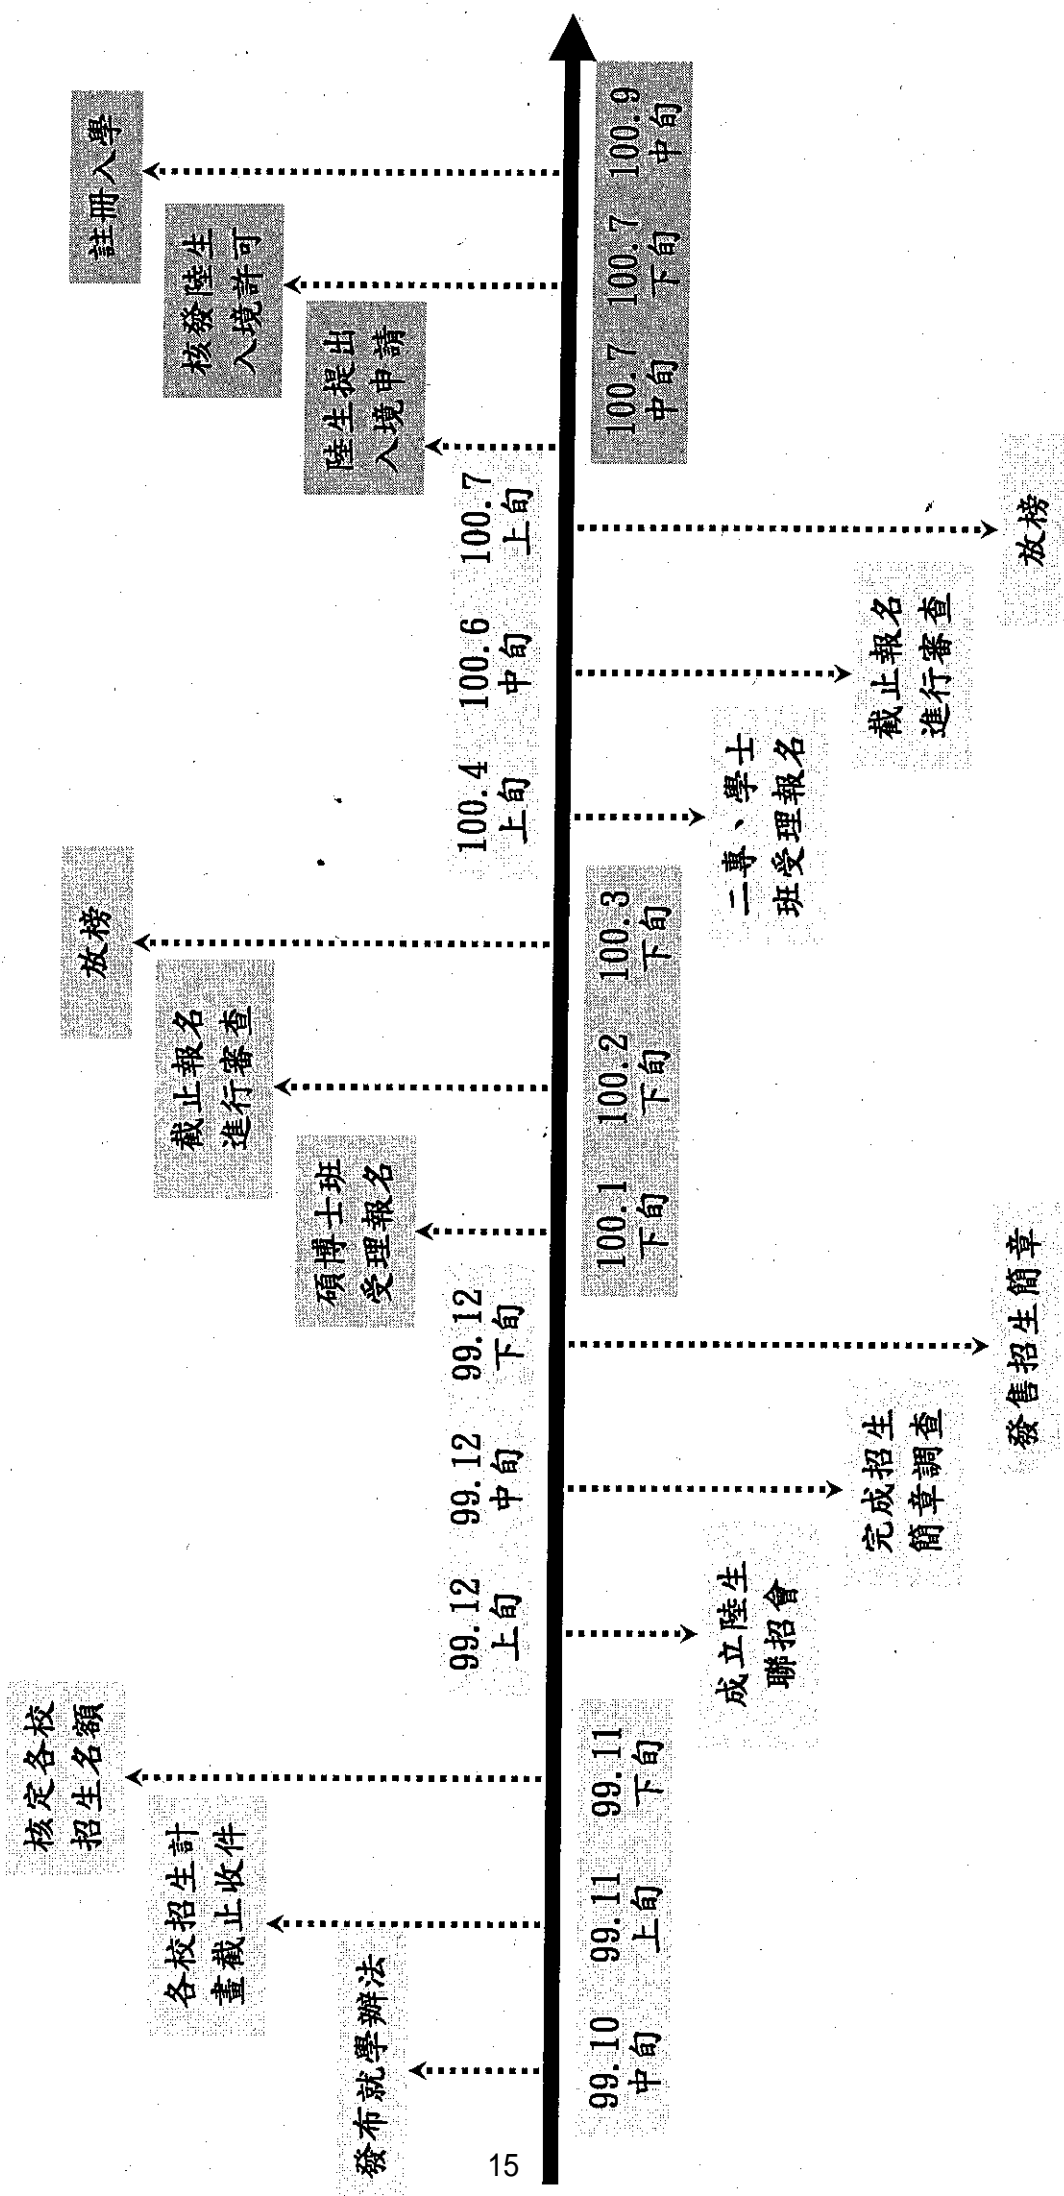 發布就學辦法
各校招生計
畫截止收件
核定各校
招生名額
99.10
中旬
99.11
上旬
99.11
下旬
99.12
上旬
99.12
中旬
99.12
下旬
成立陸生
聯招會
完成招生
簡章調查
發售招生簡章
碩博士班
受理報名
截止報名
進行審查
放榜
100.1
下旬
100.2
下旬
100.3
下旬
100.4
上旬
100.6
中旬
100.7
上旬
二專、學士
班受理報名
截止報名
進行審查
放榜
陸生提出
入境申請
核發陸生
入境許可
註冊入學
100.7
中旬
100.7
下旬
100.9
中旬
15